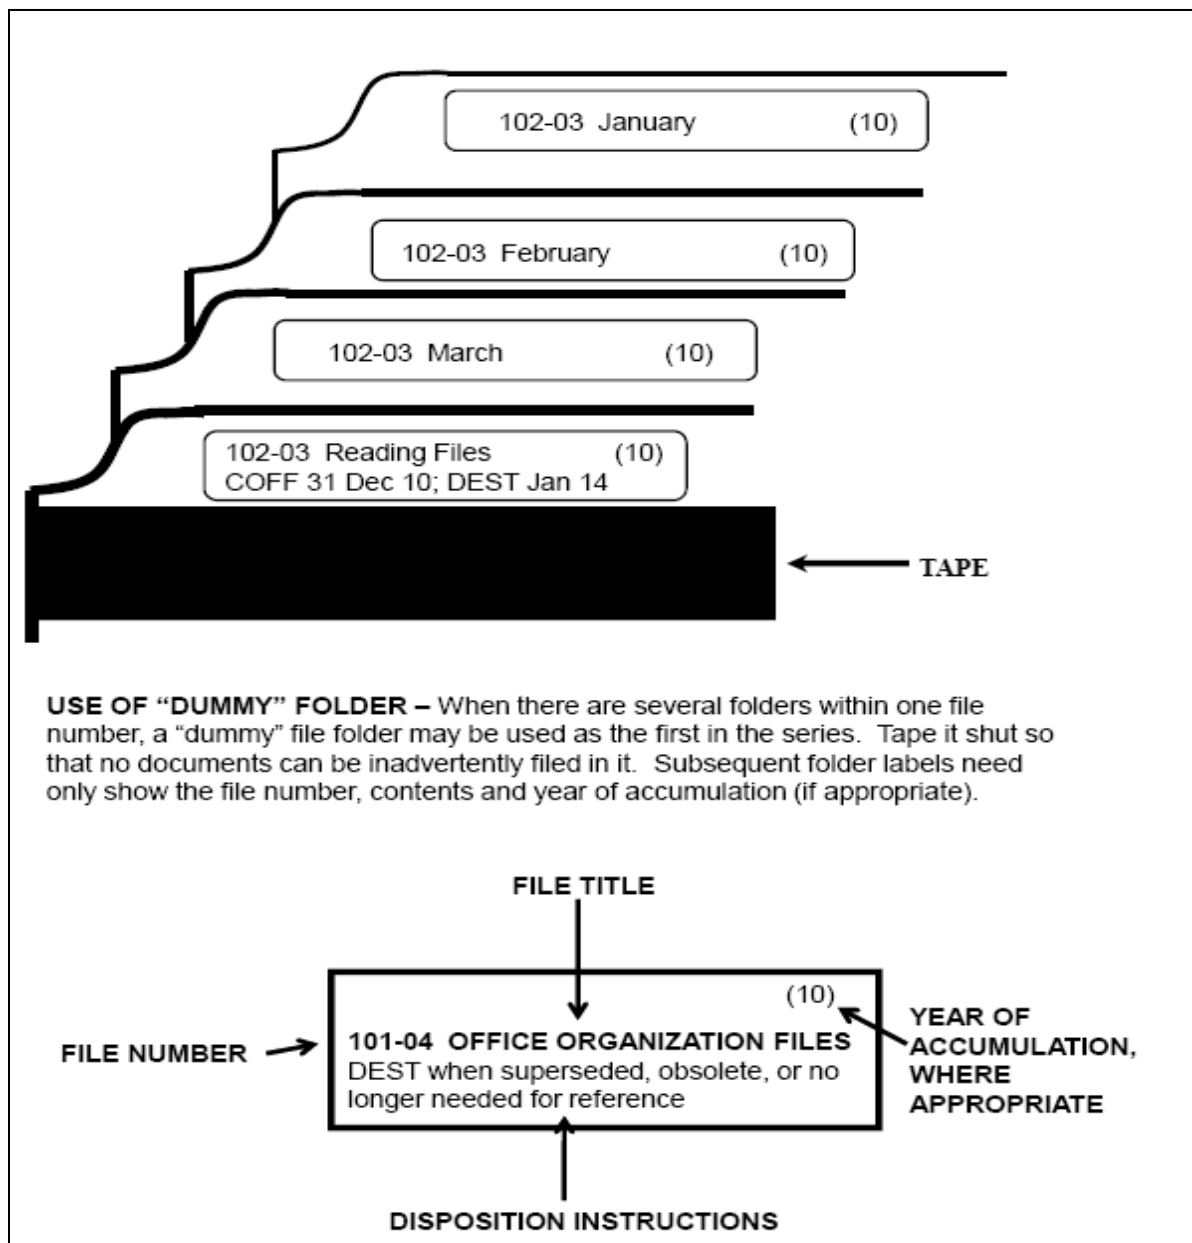 102-03 January (10)
102-03 February (10)
102-03 March (10)
102-03 Reading Files (10)
COFF 31 Dec 10; DEST Jan 14
TAPE
USE OF “DUMMY” FOLDER – When there are several folders within one file
number, a “dummy” file folder may be used as the first in the series. Tape it shut so
that no documents can be inadvertently filed in it. Subsequent folder labels need
only show the file number, contents and year of accumulation (if appropriate).
FILE TITLE
(10)
FILE NUMBER
101-04 OFFICE ORGANIZATION FILES
DEST when superseded, obsolete, or no
longer needed for reference
YEAR OF
ACCUMULATION,
WHERE
APPROPRIATE
DISPOSITION INSTRUCTIONS